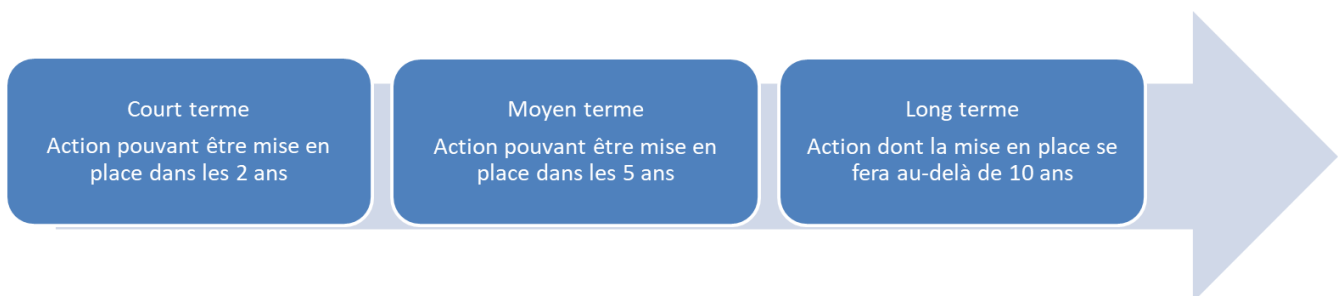 Court terme
Action pouvant être mise en
place dans les 2 ans
Moyen terme
Action pouvant être mise en
place dans les 5 ans
Long terme
Action dont la mise en place se
fera au-delà de 10 ans